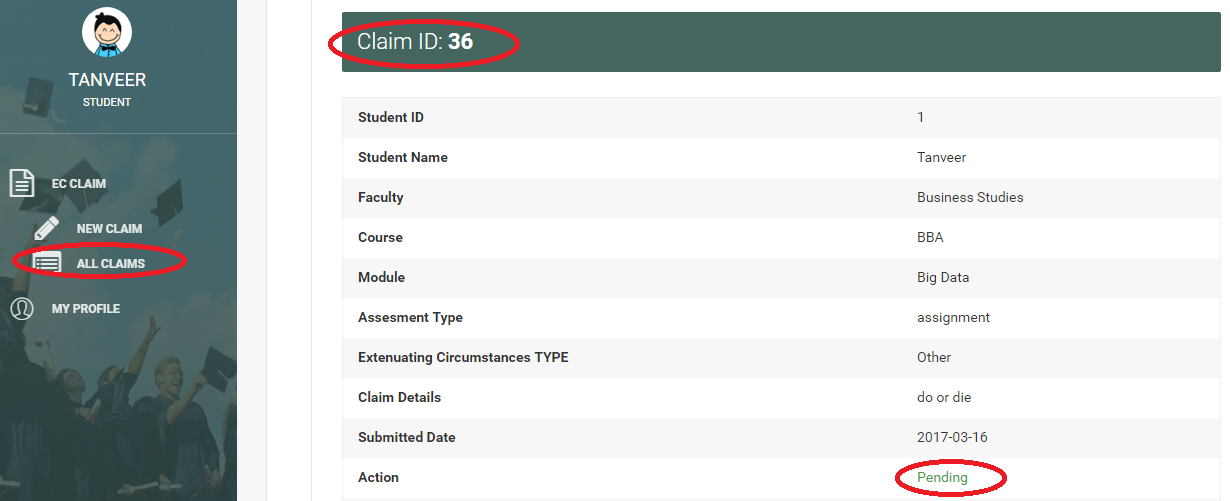 TANVEER
STUDENT
EC CLAIM
NEW CLAIM
ALL CLAIMS
MY PROFILE
Claim ID: 36
Student ID 1
Student Name Tanveer
Faculty Business Studies
Course BBA
Module Big Data
Assesment Type assignment
Extenuating Circumstances TYPE Other
Claim Details do or die
Submitted Date 2017-03-16
Action Pending